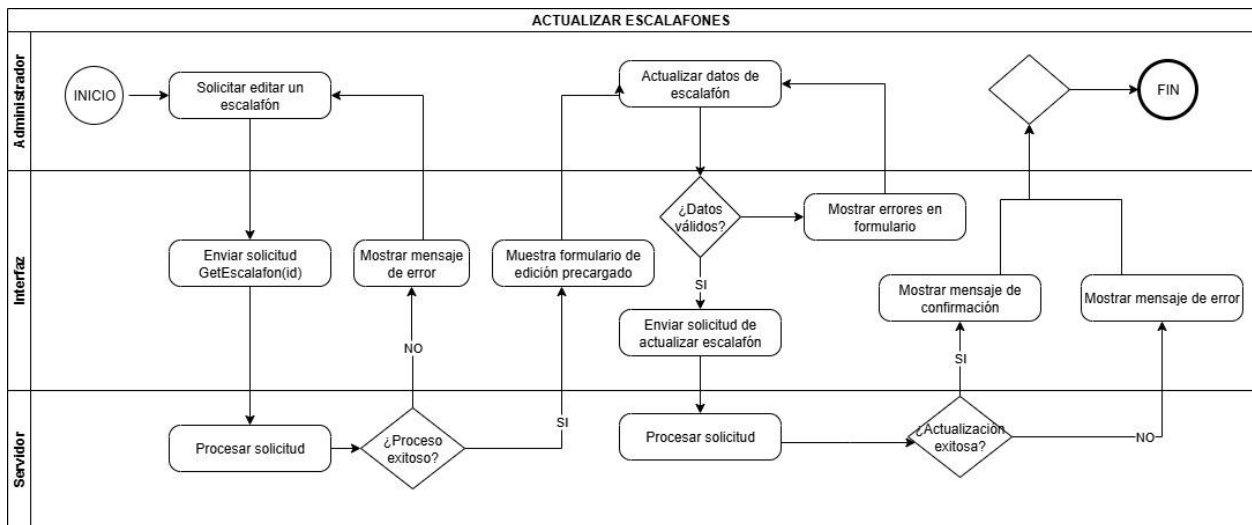 ACTUALIZAR ESCALAFONES
Administrador
INICIO
Solicitar editar un
escalafón
Actualizar datos de
escalafón
FIN
Interfaz
¿Datos
válidos?
Mostrar errores en
formulario
Enviar solicitud
GetEscalafon(id)
Mostrar mensaje
de error
Muestra formulario de
edición precargado
SI
Mostrar mensaje de
confirmación
Mostrar mensaje de error
Enviar solicitud de
actualizar escalafón
NO
SI
Servidor
Procesar solicitud
¿Proceso
exitoso?
SI
Procesar solicitud
¿Actualización
exitosa?
NO